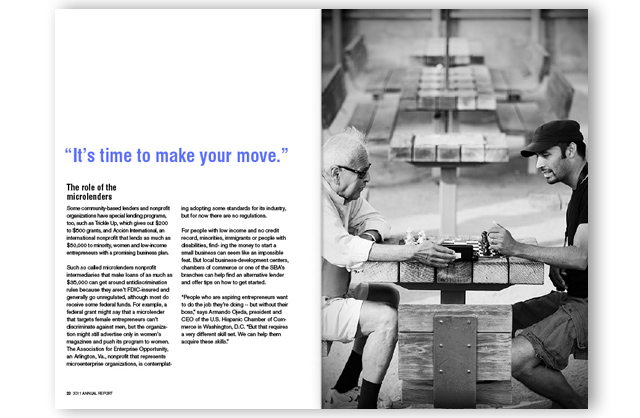 “It’s time to make your move.”
The role of the
microlenders
Some community-based lenders and nonprofit
organizations have special lending programs,
too, such as Trickle Up, which gives out $200
to $500 grants, and Accion International, an
international nonprofit that lends as much as
$50,000 to minority, women and low-income
entrepreneurs with a promising business plan.
Such so called microlenders nonprofit
intermediaries that make loans of as much as
$35,000 can get around antidiscrimination
rules because they aren’t FDIC-insured and
generally go unregulated, although most do
receive some federal funds. For example, a
federal grant might say that a microlender
that targets female entrepreneurs can’t
discriminate against men, but the organiza-
tion might still advertise only in women’s
magazines and push its program to women.
The Association for Enterprise Opportunity,
an Arlington, Va., nonprofit that represents
microenterprise organizations, is contemplat-
ing adopting some standards for its industry,
but for now there are so regulations.
For people with low income and no credit
record, minorities, immigrants or people with
disabilities, find- ing the money to start a
small business can seem like an impossible
feat. But local business-development centers,
chambers of commerce or one of the SBA’s
branches can help find an alternative lender
and offer tips on how to get started.
“People who are aspiring entrepreneurs want
to do the job they’re doing – but without their
boss,” says Armando Ojeda, president and
CEO of the U.S. Hispanic Chamber of Com-
merce in Washington, D.C. “But that requires
a very different skill set. We can help them
acquire these skills.”
22 2011 ANNUAL REPORT